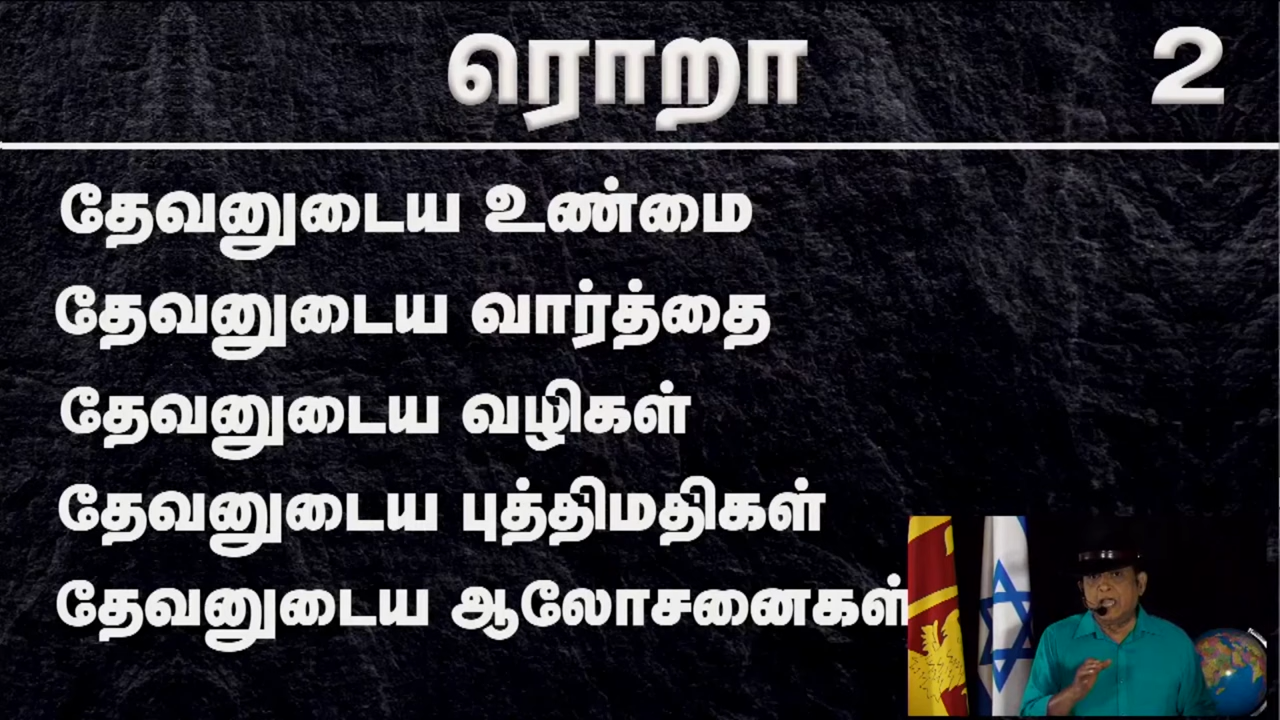 ரொறா
2
தேவனுடைய உண்மை
தேவனுடைய வார்த்தை
தேவனுடைய வழிகள்
தேவனுடைய புத்திமதிகள்
தேவனுடைய ஆலோசனைகள்